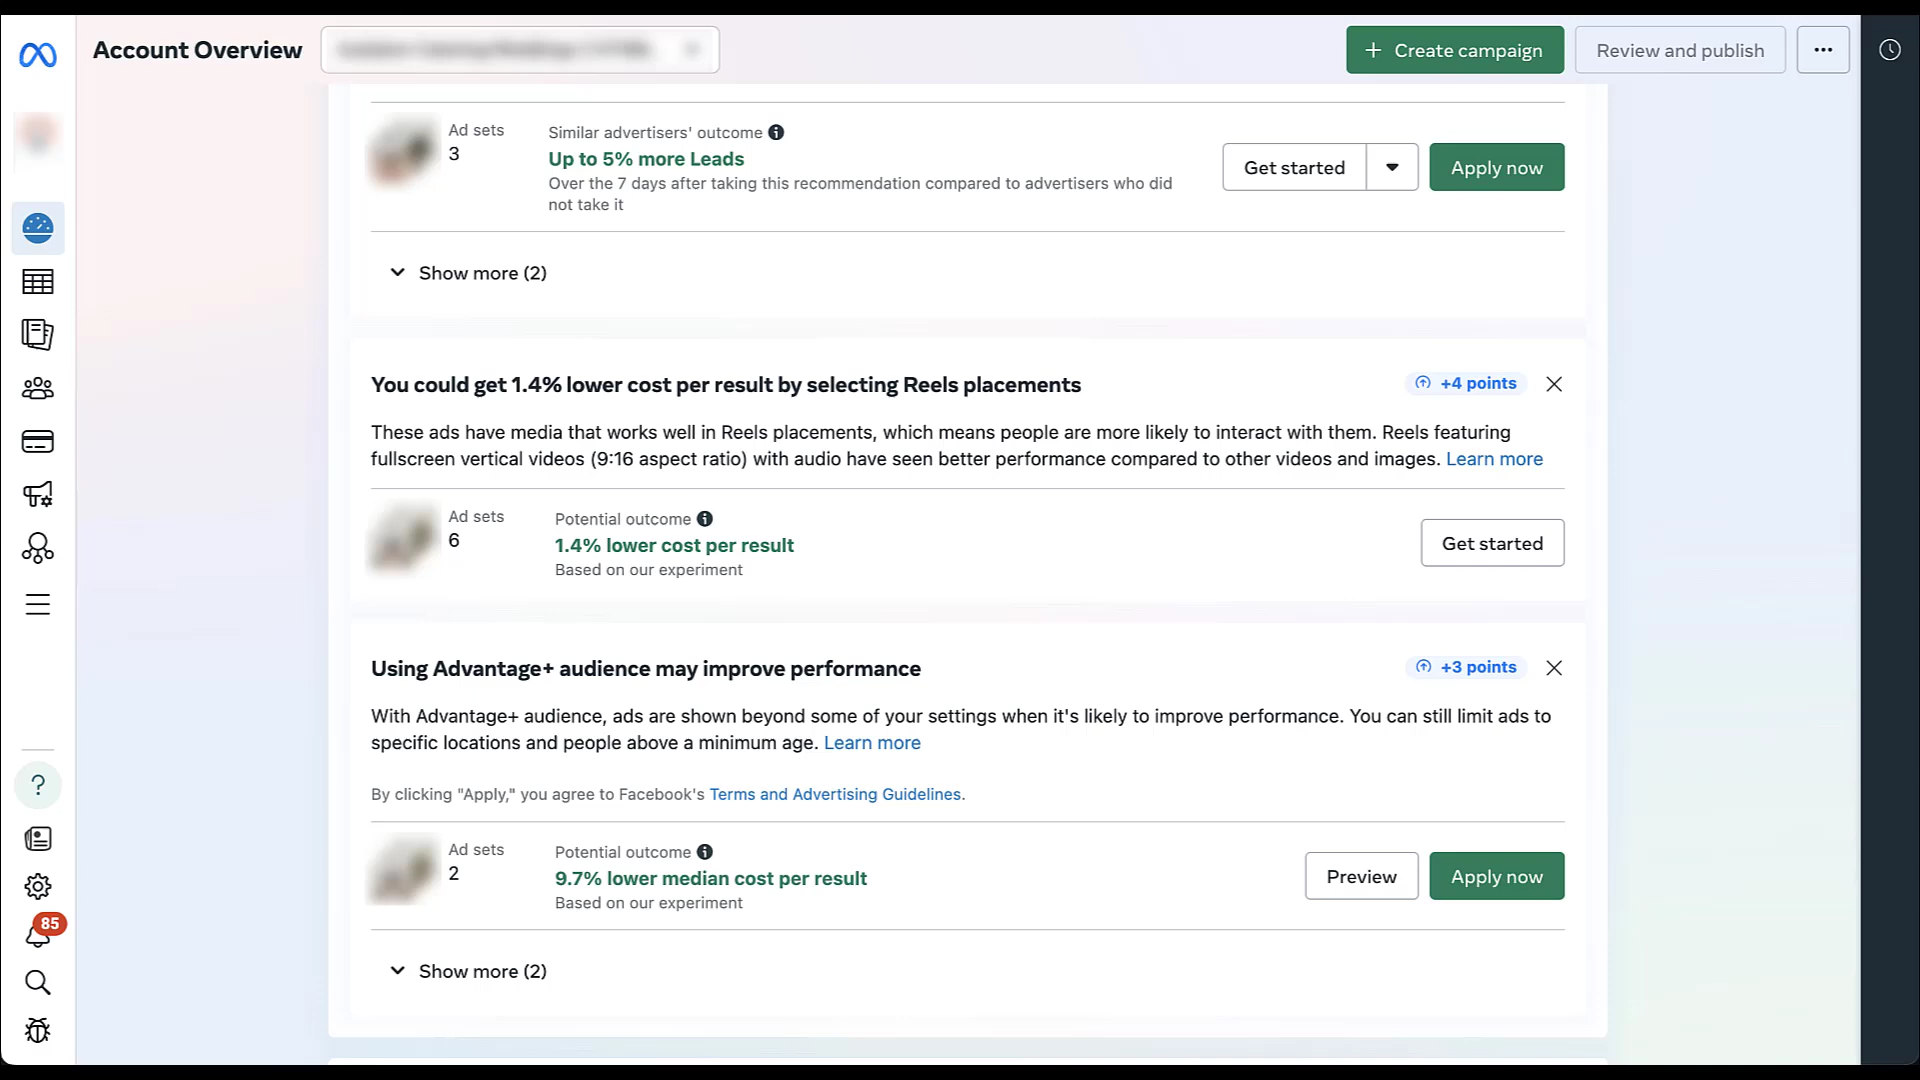 Account Overview
+ Create campaign
Review and publish
Ad sets
3
Similar advertisers' outcome
Up to 5% more Leads
Over the 7 days after taking this recommendation compared to advertisers who did
not take it
Get started
Apply now
Show more (2)
You could get 1.4% lower cost per result by selecting Reels placements
+4 points
These ads have media that works well in Reels placements, which means people are more likely to interact with them. Reels featuring
fullscreen vertical videos (9:16 aspect ratio) with audio have seen better performance compared to other videos and images. Learn more
Ad sets
6
Potential outcome
1.4% lower cost per result
Based on our experiment
Get started
Using Advantage+ audience may improve performance
+3 points
With Advantage+ audience, ads are shown beyond some of your settings when it's likely to improve performance. You can still limit ads to
specific locations and people above a minimum age. Learn more
By clicking "Apply," you agree to Facebook's Terms and Advertising Guidelines.
Ad sets
2
Potential outcome
9.7% lower median cost per result
Based on our experiment
Preview
Apply now
Show more (2)
?
85